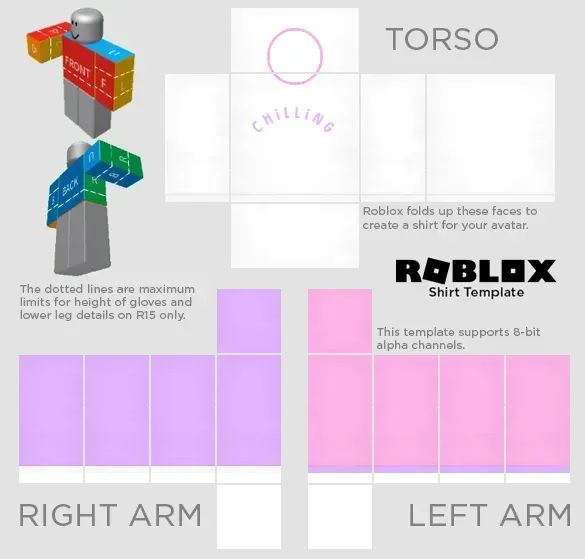 TORSO
FRONT
F
L
CHiLLiNG
BACK
R
B
Roblox folds up these faces to
create a shirt for your avatar.
ROBLOX
Shirt Template
The dotted lines are maximum
limits for height of gloves and
lower leg details on R15 only.
This template supports 8-bit
alpha channels.
RIGHT ARM
LEFT ARM